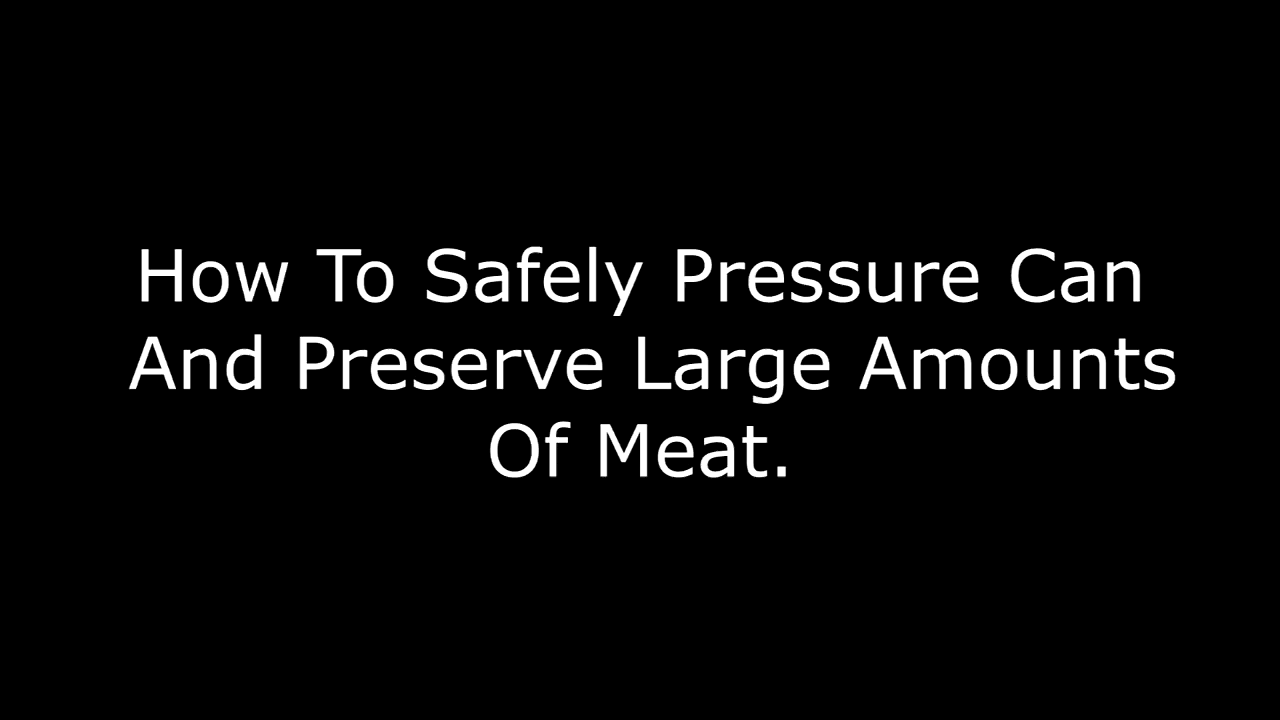 How To Safely Pressure Can
And Preserve Large Amounts
Of Meat.